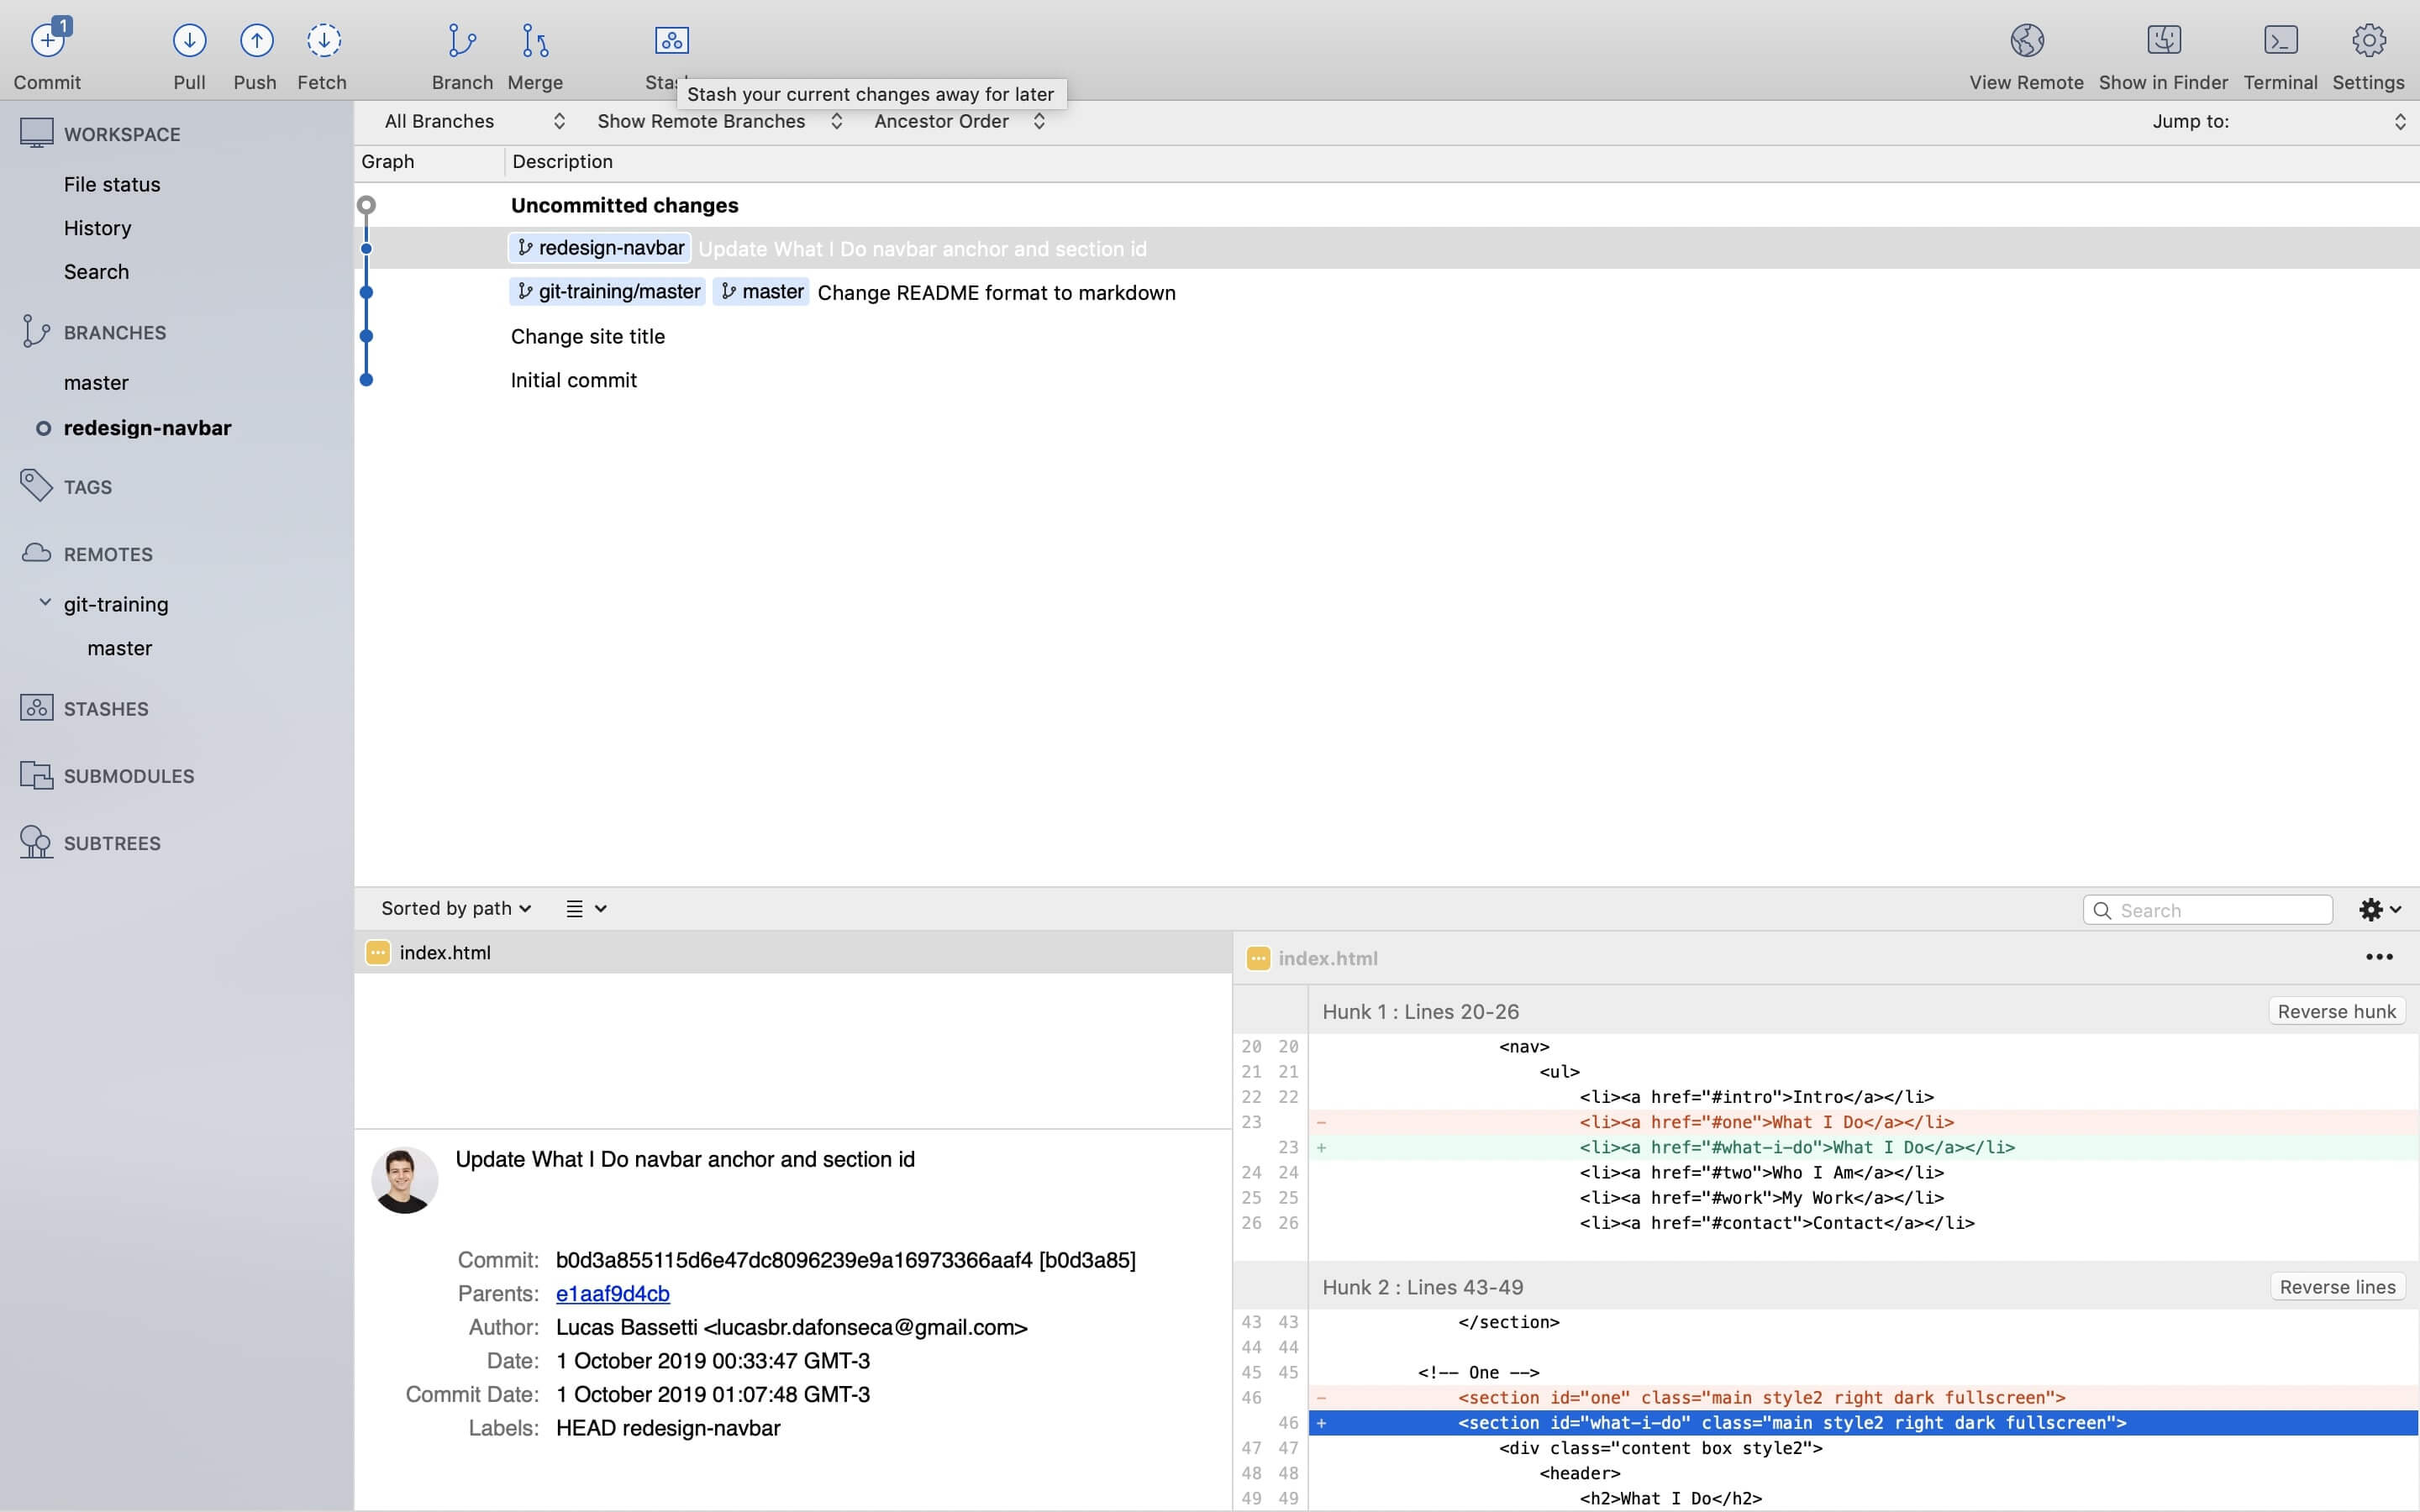 1
Commit Pull Push Fetch Branch Merge Stas View Remote Show in Finder Terminal Settings
Stash your current changes away for later
All Branches Show Remote Branches Ancestor Order Jump to:
Graph Description
Uncommitted changes
redesign-navbar Update What I Do navbar anchor and section id
git-training/master master Change README format to markdown
Change site title
Initial commit
WORKSPACE
File status
History
Search
BRANCHES
master
redesign-navbar
TAGS
REMOTES
git-training
master
STASHES
SUBMODULES
SUBTREES
Sorted by path Search
index.html
Update What I Do navbar anchor and section id
Commit: b0d3a855115d6e47dc8096239e9a16973366aaf4 [b0d3a85]
Parents: e1aaf9d4cb
Author: Lucas Bassetti <lucasbr.dafonseca@gmail.com>
Date: 1 October 2019 00:33:47 GMT-3
Commit Date: 1 October 2019 01:07:48 GMT-3
Labels: HEAD redesign-navbar
index.html
Hunk 1 : Lines 20-26 Reverse hunk
20 20 <nav>
21 21 <ul>
22 22 <li><a href="#intro">Intro</a></li>
23 - <li><a href="#one">What I Do</a></li>
23 + <li><a href="#what-i-do">What I Do</a></li>
24 24 <li><a href="#two">Who I Am</a></li>
25 25 <li><a href="#work">My Work</a></li>
26 26 <li><a href="#contact">Contact</a></li>
Hunk 2 : Lines 43-49 Reverse lines
43 43 </section>
44 44
45 45 <!-- One -->
46 - <section id="one" class="main style2 right dark fullscreen">
46 + <section id="what-i-do" class="main style2 right dark fullscreen">
47 47 <div class="content box style2">
48 48 <header>
49 49 <h2>What I Do</h2>